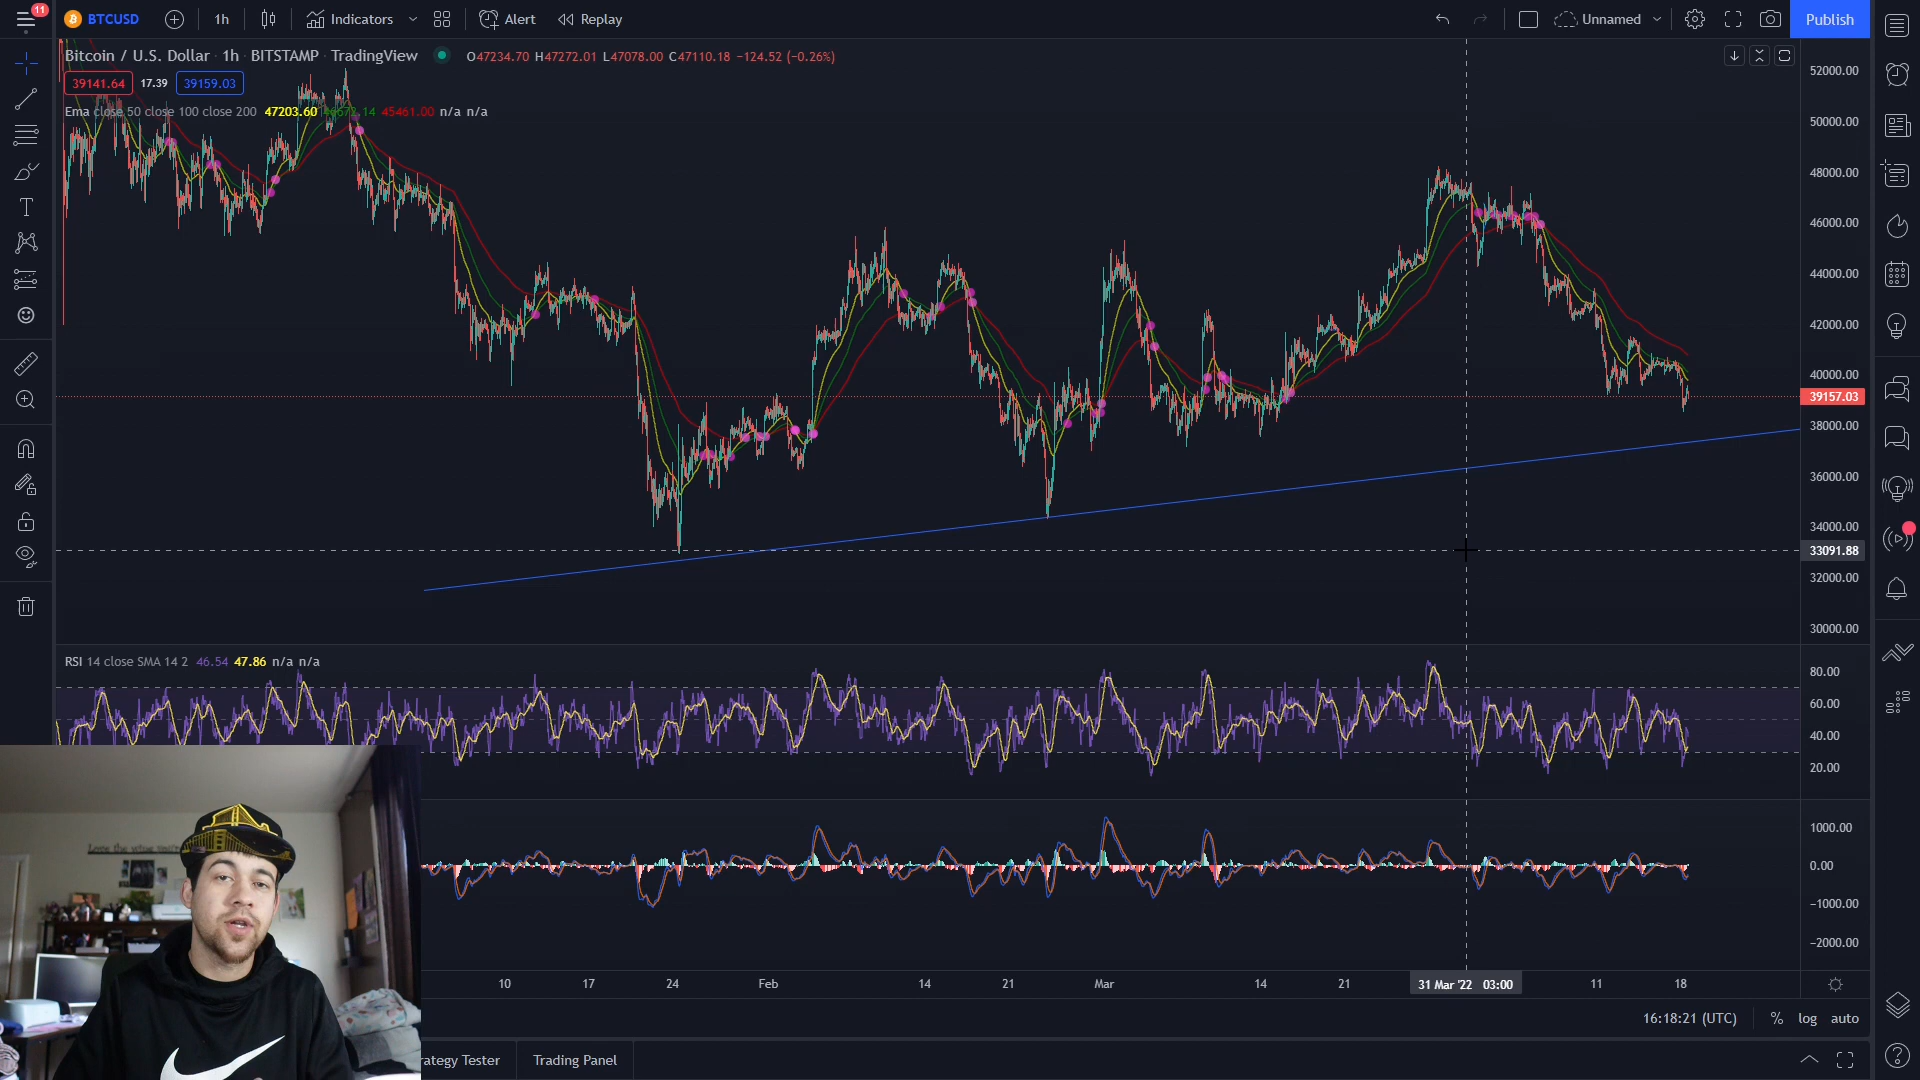 11
BTCUSD
1h
Indicators
Alert
Replay
Unnamed
Publish
Bitcoin / U.S. Dollar · 1h · BITSTAMP · TradingView
O47234.70 H47272.01 L47078.00 C47110.18 −124.52 (−0.26%)
39141.64 17.39 39159.03
Ema close 50 close 100 close 200 47203.60 45461.00 n/a n/a
52000.00
50000.00
48000.00
46000.00
44000.00
42000.00
40000.00
39157.03
38000.00
36000.00
34000.00
33091.88
32000.00
30000.00
RSI 14 close SMA 14 2 46.54 47.86 n/a n/a
80.00
60.00
40.00
20.00
1000.00
0.00
−1000.00
−2000.00
10 17 24 Feb 14 21 Mar 14 21 31 Mar '22 03:00 11 18
16:18:21 (UTC) % log auto
rategy Tester Trading Panel